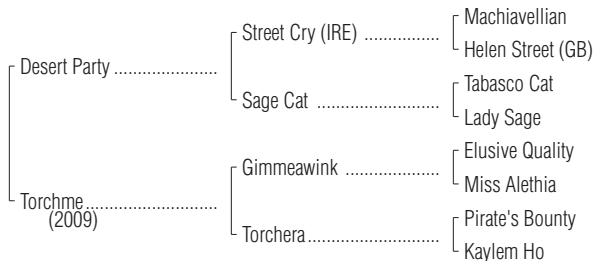 Machiavellian
Street Cry (IRE) ................
Helen Street (GB)
Desert Party ......................
Tabasco Cat
Sage Cat ..........................
Lady Sage
Elusive Quality
Gimmeawink ....................
Miss Alethia
Torchme............................
(2009)
Pirate's Bounty
Torchera............................
Kaylem Ho